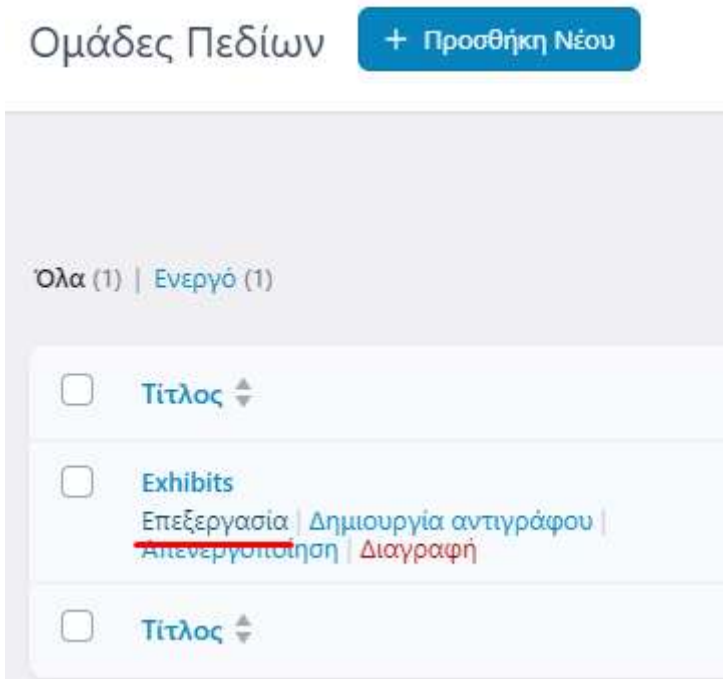 Ομάδες Πεδίων + Προσθήκη Νέου
Όλα (1) | Ενεργό (1)
Τίτλος
Exhibits
Επεξεργασία | Δημιουργία αντιγράφου |
Απενεργοποίηση | Διαγραφή
Τίτλος